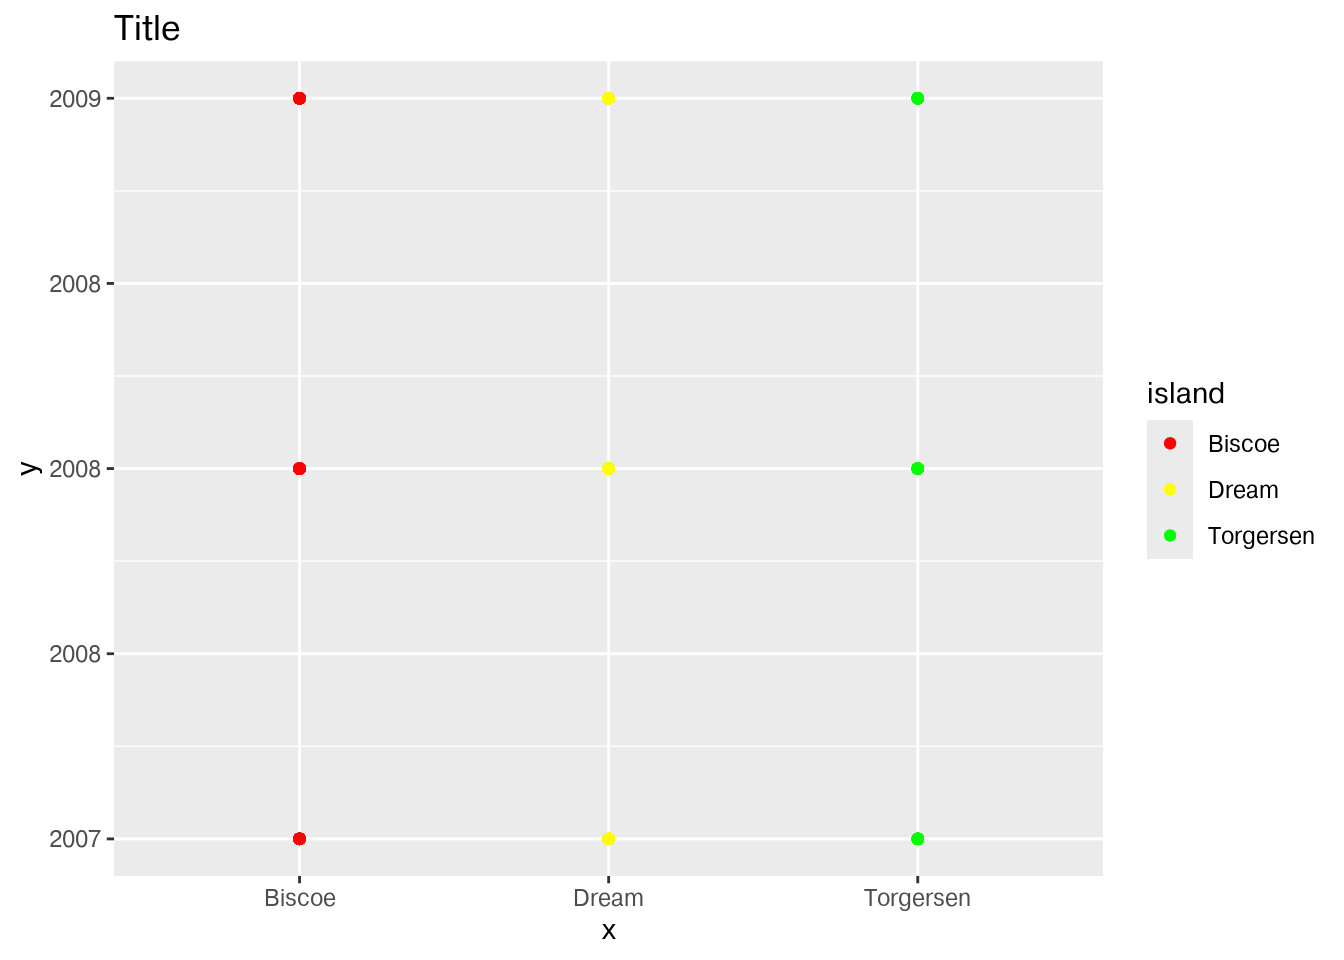 Title
2009
2008
y
2008
2008
2007
Biscoe
Dream
Torgersen
x
island
Biscoe
Dream
Torgersen